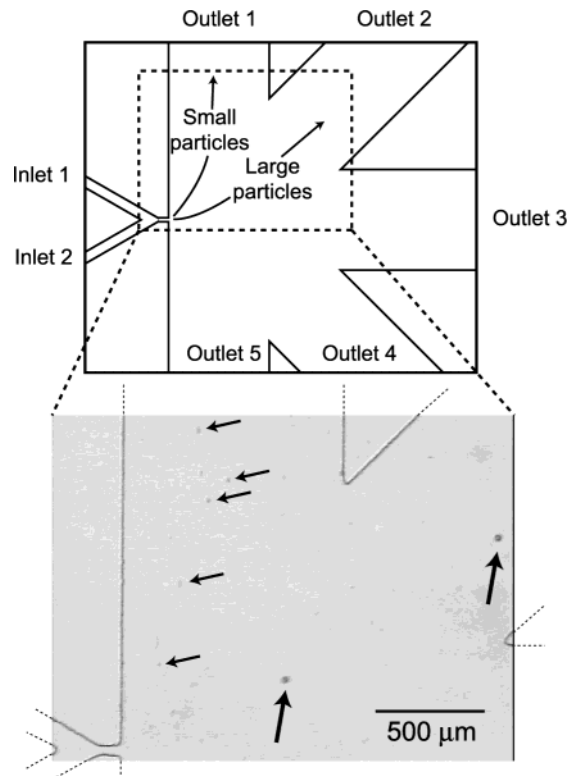 Outlet 1
Outlet 2
Small
particles
Large
particles
Inlet 1
Inlet 2
Outlet 3
Outlet 5
Outlet 4
500 μm